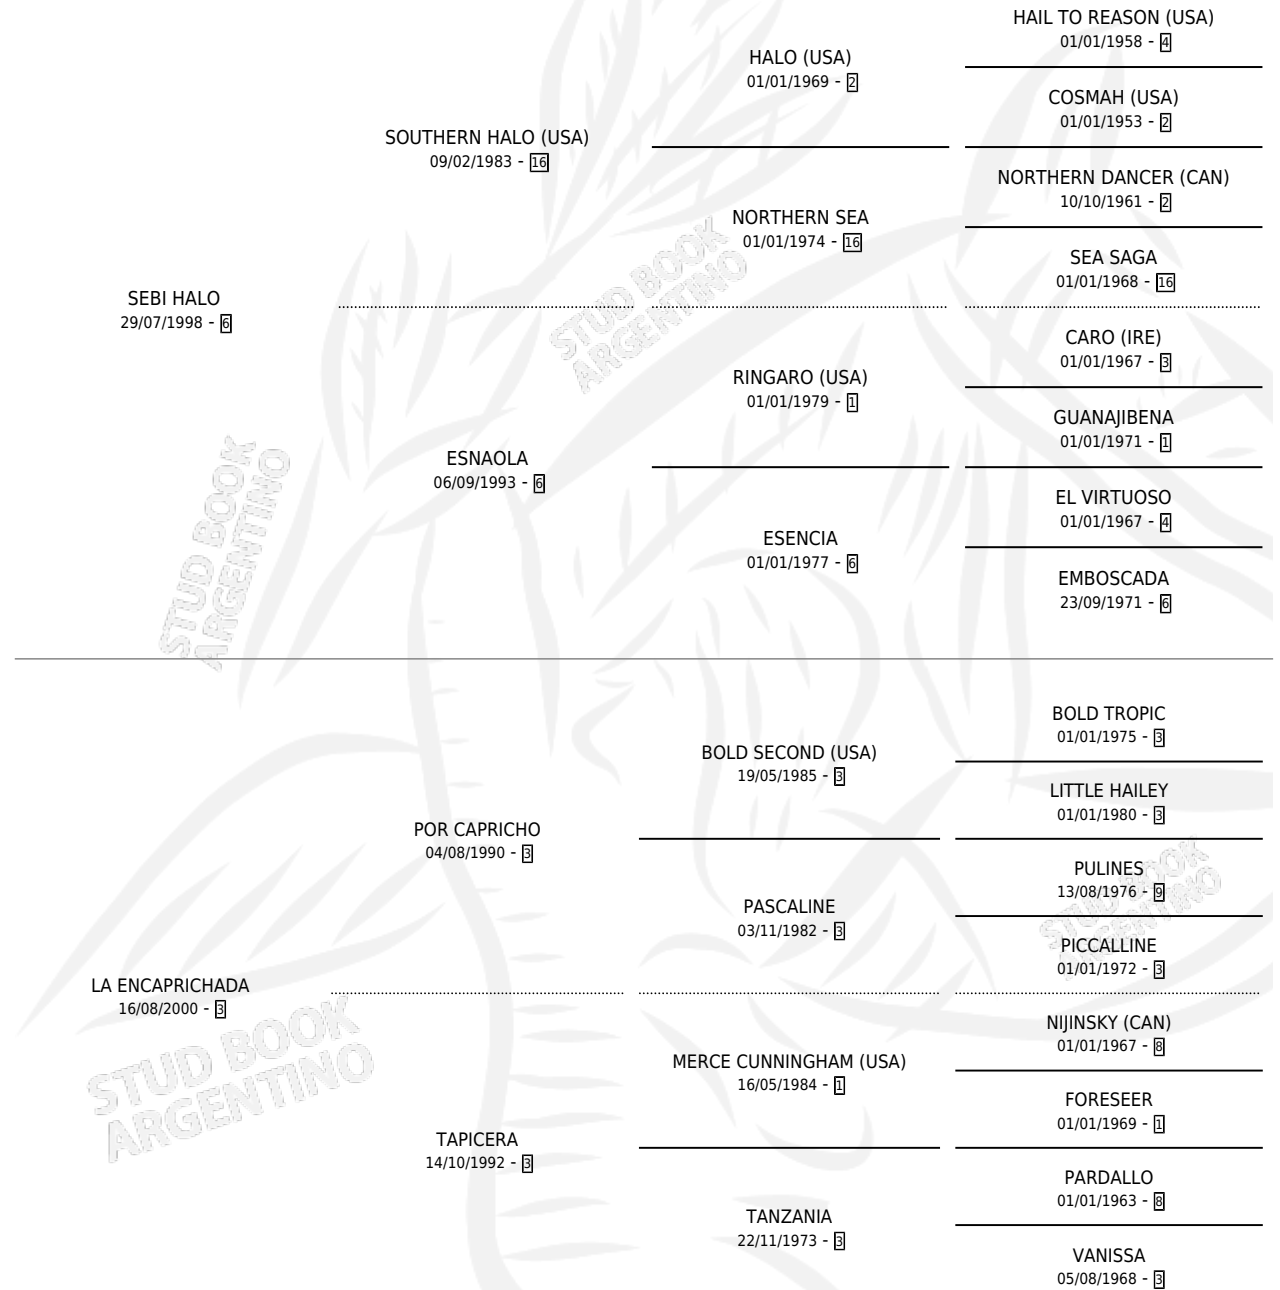 HAIL TO REASON (USA)
01/01/1958 - 4
HALO (USA)
01/01/1969 - 2
COSMAH (USA)
01/01/1953 - 2
SOUTHERN HALO (USA)
09/02/1983 - 16
NORTHERN DANCER (CAN)
10/10/1961 - 2
NORTHERN SEA
01/01/1974 - 16
SEA SAGA
01/01/1968 - 16
SEBI HALO
29/07/1998 - 6
CARO (IRE)
01/01/1967 - 3
RINGARO (USA)
01/01/1979 - 1
GUANAJIBENA
01/01/1971 - 1
ESNAOLA
06/09/1993 - 6
EL VIRTUOSO
01/01/1967 - 4
ESENCIA
01/01/1977 - 6
EMBOSCADA
23/09/1971 - 6
STUD BOOK
ARGENTINO
STUD BOOK
ARGENTINO
BOLD TROPIC
01/01/1975 - 3
BOLD SECOND (USA)
19/05/1985 - 3
LITTLE HAILEY
01/01/1980 - 3
POR CAPRICHO
04/08/1990 - 3
PULINES
13/08/1976 - 9
PASCALINE
03/11/1982 - 3
PICCALLINE
01/01/1972 - 3
STUD BOOK
ARGENTINO
LA ENCAPRICHADA
16/08/2000 - 3
NIJINSKY (CAN)
01/01/1967 - 8
MERCE CUNNINGHAM (USA)
16/05/1984 - 1
FORESEER
01/01/1969 - 1
STUD BOOK
ARGENTINO
TAPICERA
14/10/1992 - 3
PARDALLO
01/01/1963 - 8
TANZANIA
22/11/1973 - 3
VANISSA
05/08/1968 - 3